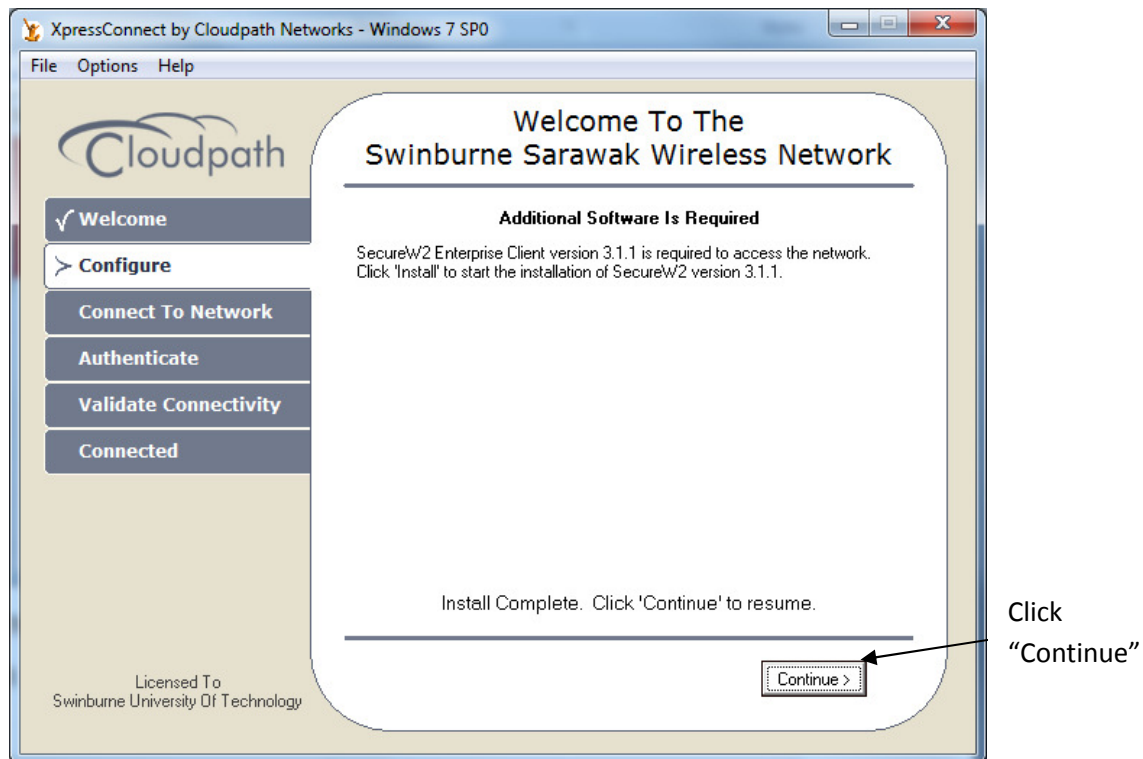 XpressConnect by Cloudpath Networks - Windows 7 SP0
File Options Help
Cloudpath
√ Welcome
> Configure
Connect To Network
Authenticate
Validate Connectivity
Connected
Licensed To
Swinburne University Of Technology
Welcome To The
Swinburne Sarawak Wireless Network
Additional Software Is Required
SecureW2 Enterprise Client version 3.1.1 is required to access the network.
Click 'Install' to start the installation of SecureW2 version 3.1.1.
Install Complete. Click 'Continue' to resume.
Continue >
Click
“Continue”